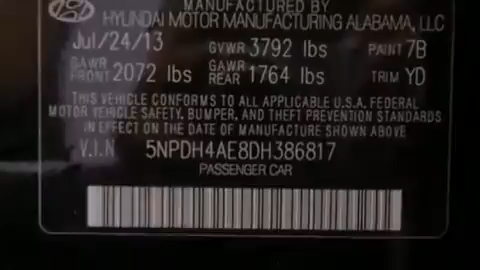 MANUFACTURED BY
HYUNDAI MOTOR MANUFACTURING ALABAMA, LLC
Jul/24/13 GVWR 3792 lbs PAINT 7B
GAWR FRONT 2072 lbs GAWR REAR 1764 lbs TRIM YD
THIS VEHICLE CONFORMS TO ALL APPLICABLE U.S.A. FEDERAL
MOTOR VEHICLE SAFETY, BUMPER, AND THEFT PREVENTION STANDARDS
IN EFFECT ON THE DATE OF MANUFACTURE SHOWN ABOVE
V.I.N 5NPDH4AE8DH386817
PASSENGER CAR